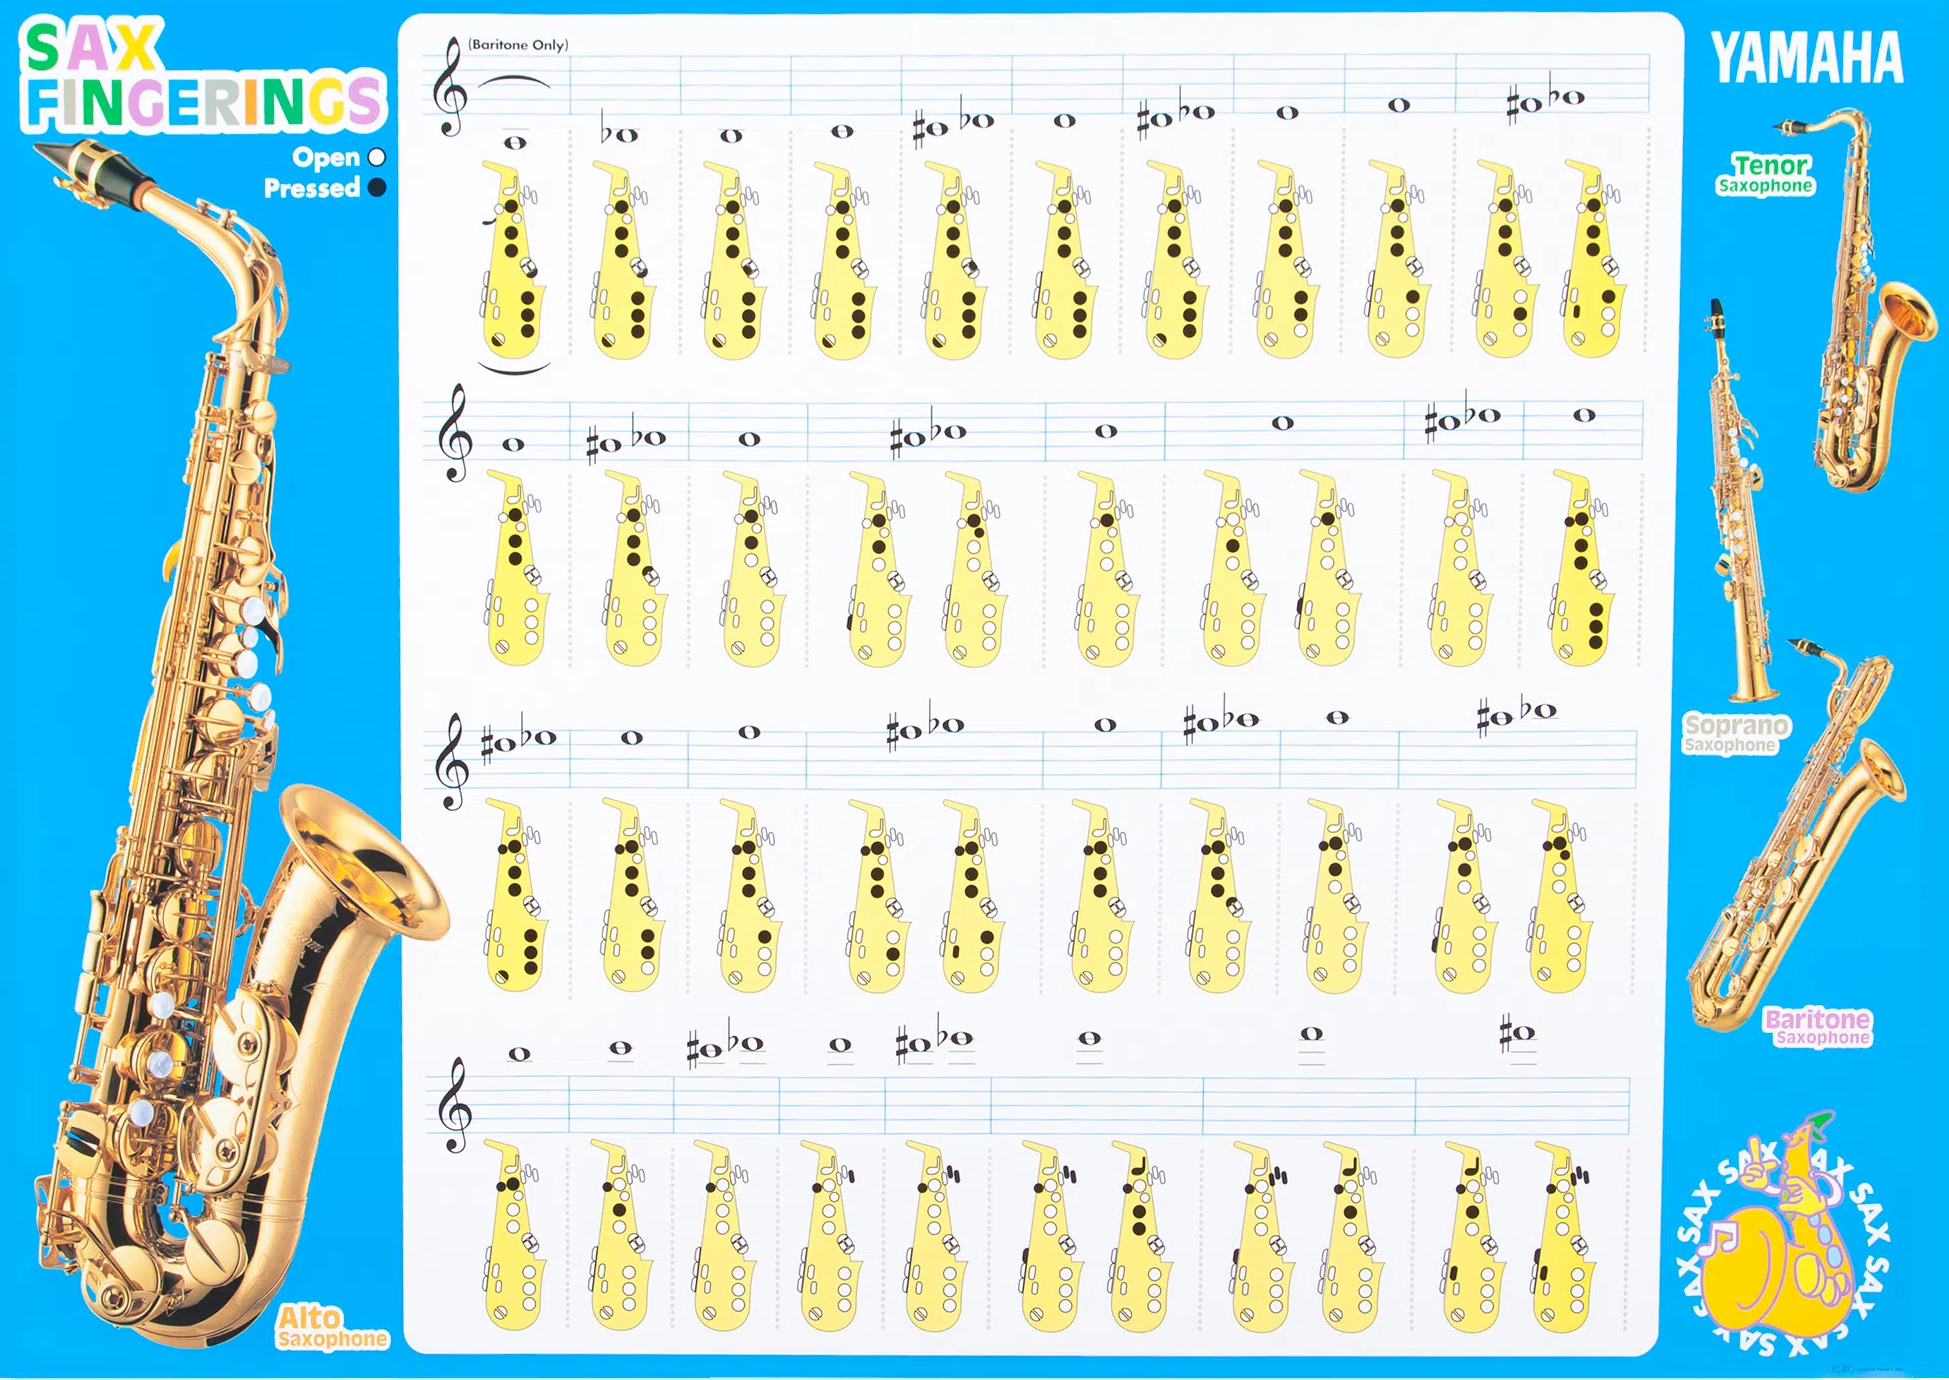 SAX
FINGERINGS
Open
Pressed
(Baritone Only)
YAMAHA
Tenor
Saxophone
Soprano
Saxophone
Baritone
Saxophone
Alto
Saxophone
SAX SAX SAX SAX SAX SAX SAX SAX